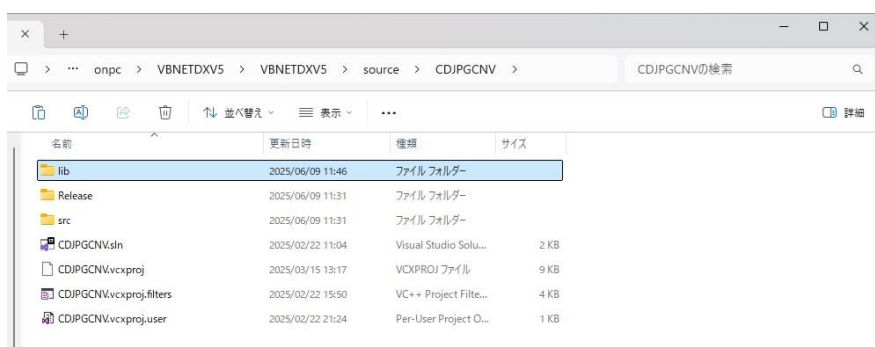 ··· onpc > VBNETDXV5 > VBNETDXV5 > source > CDJPGCNV >
CDJPGCNVの検索
並べ替え 表示 ··· 詳細
名前 更新日時 種類 サイズ
lib 2025/06/09 11:46 ファイル フォルダー
Release 2025/06/09 11:31 ファイル フォルダー
src 2025/06/09 11:31 ファイル フォルダー
CDJPGCNV.sln 2025/02/22 11:04 Visual Studio Solu... 2 KB
CDJPGCNV.vcxproj 2025/03/15 13:17 VCXPROJ ファイル 9 KB
CDJPGCNV.vcxproj.filters 2025/02/22 15:50 VC++ Project Filte... 4 KB
CDJPGCNV.vcxproj.user 2025/02/22 21:24 Per-User Project O... 1 KB